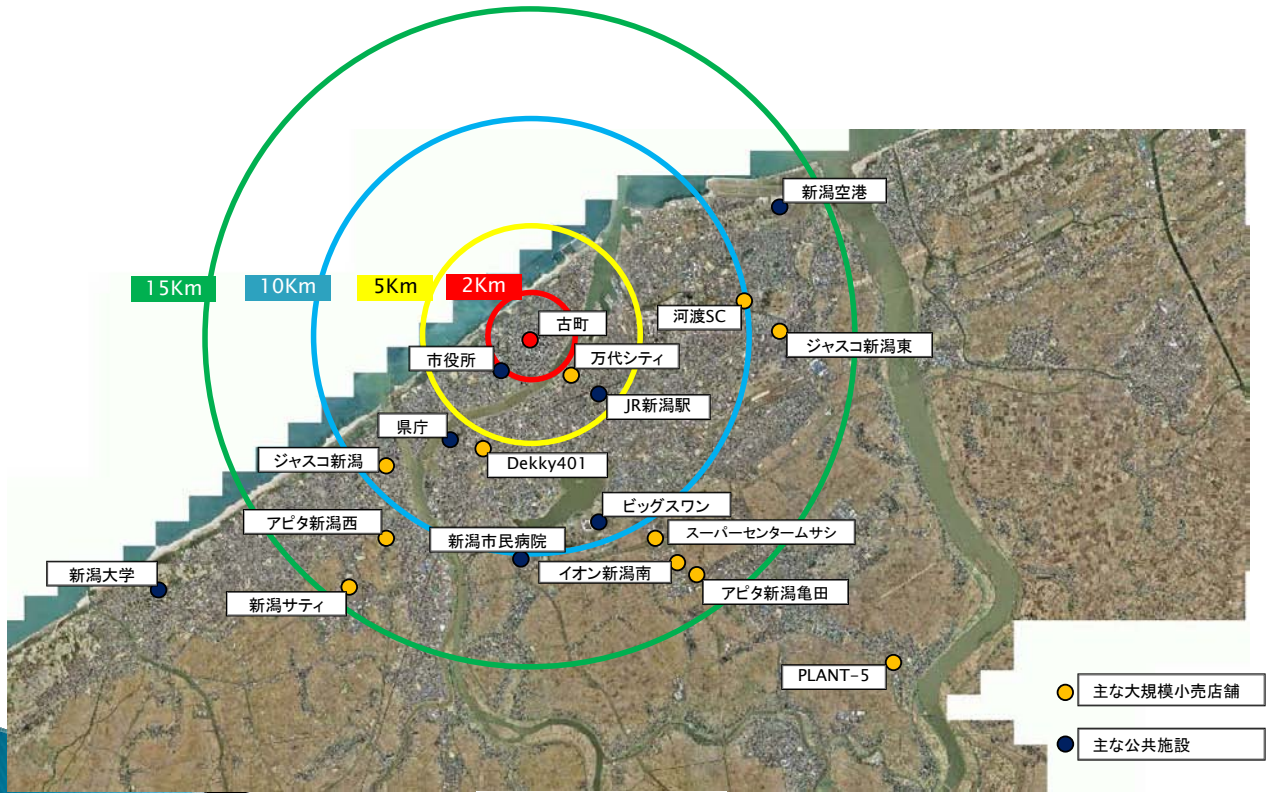 新潟空港
15Km
10Km
5Km
2Km
河渡SC
古町
ジャスコ新潟東
市役所
万代シティ
JR新潟駅
県庁
ジャスコ新潟
Dekky401
ビッグスワン
アピタ新潟西
スーパーセンタームサシ
新潟市民病院
イオン新潟南
新潟大学
アピタ新潟亀田
新潟サティ
PLANT-5
主な大規模小売店舗
主な公共施設